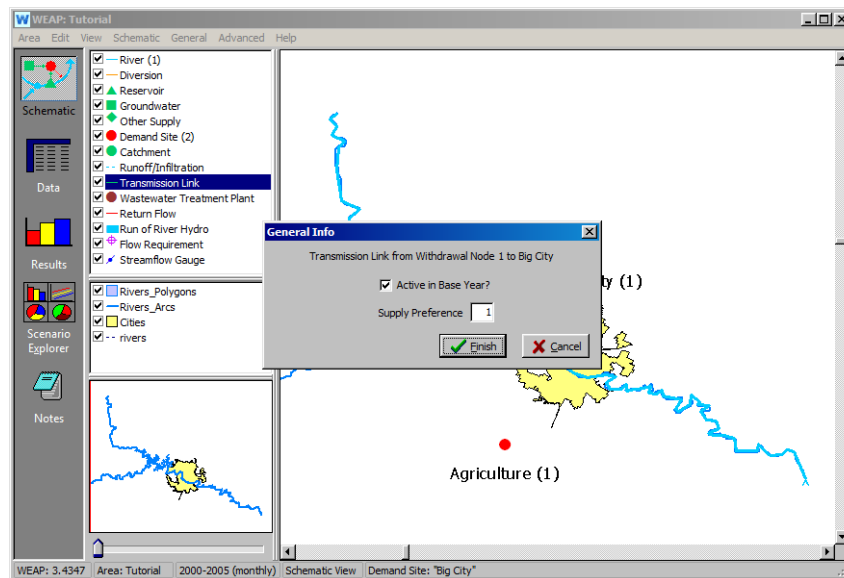 WEAP: Tutorial
Area Edit View Schematic General Advanced Help
Schematic
Data
Results
Scenario
Explorer
Notes
River (1)
Diversion
Reservoir
Groundwater
Other Supply
Demand Site (2)
Catchment
Runoff/Infiltration
Transmission Link
Wastewater Treatment Plant
Return Flow
Run of River Hydro
Flow Requirement
Streamflow Gauge
Rivers_Polygons
Rivers_Arcs
Cities
rivers
General Info
Transmission Link from Withdrawal Node 1 to Big City
Active in Base Year?
Supply Preference 1
Finish Cancel
ty (1)
Agriculture (1)
WEAP: 3.4347 Area: Tutorial 2000-2005 (monthly) Schematic View Demand Site: "Big City"